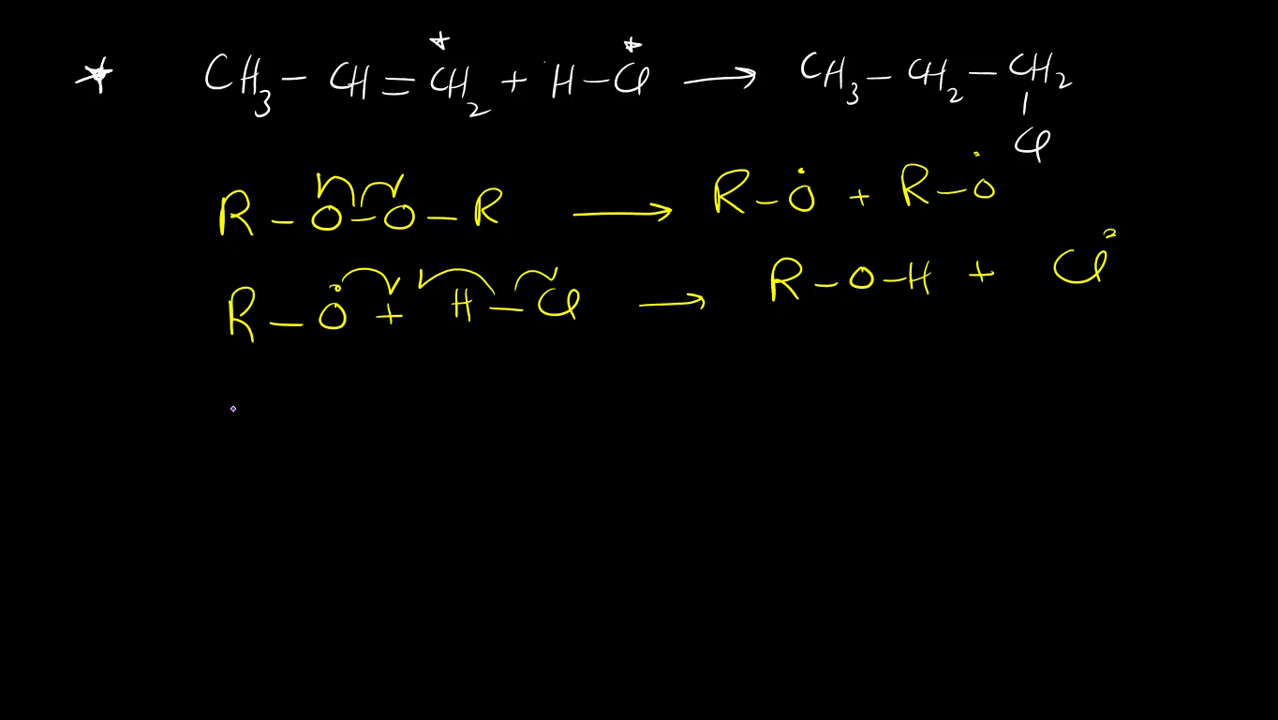 CH₃ – CH = CH₂ + H – Cl ⟶ CH₃ – CH₂ – CH₂
|
Cl
R – O – O – R ⟶ R – Ȯ + R – Ȯ
R – Ȯ + H – Cl ⟶ R – O – H + Cl˙